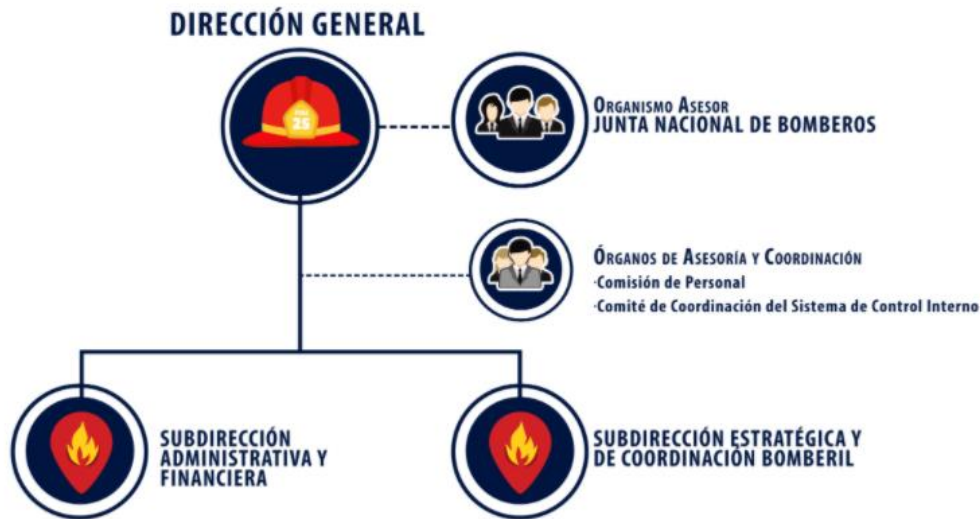 DIRECCIÓN GENERAL
25
ORGANISMO ASESOR
JUNTA NACIONAL DE BOMBEROS
ÓRGANOS DE ASESORÍA Y COORDINACIÓN
·Comisión de Personal
·Comité de Coordinación del Sistema de Control Interno
SUBDIRECCIÓN
ADMINISTRATIVA Y
FINANCIERA
SUBDIRECCIÓN ESTRATÉGICA Y
DE COORDINACIÓN BOMBERIL